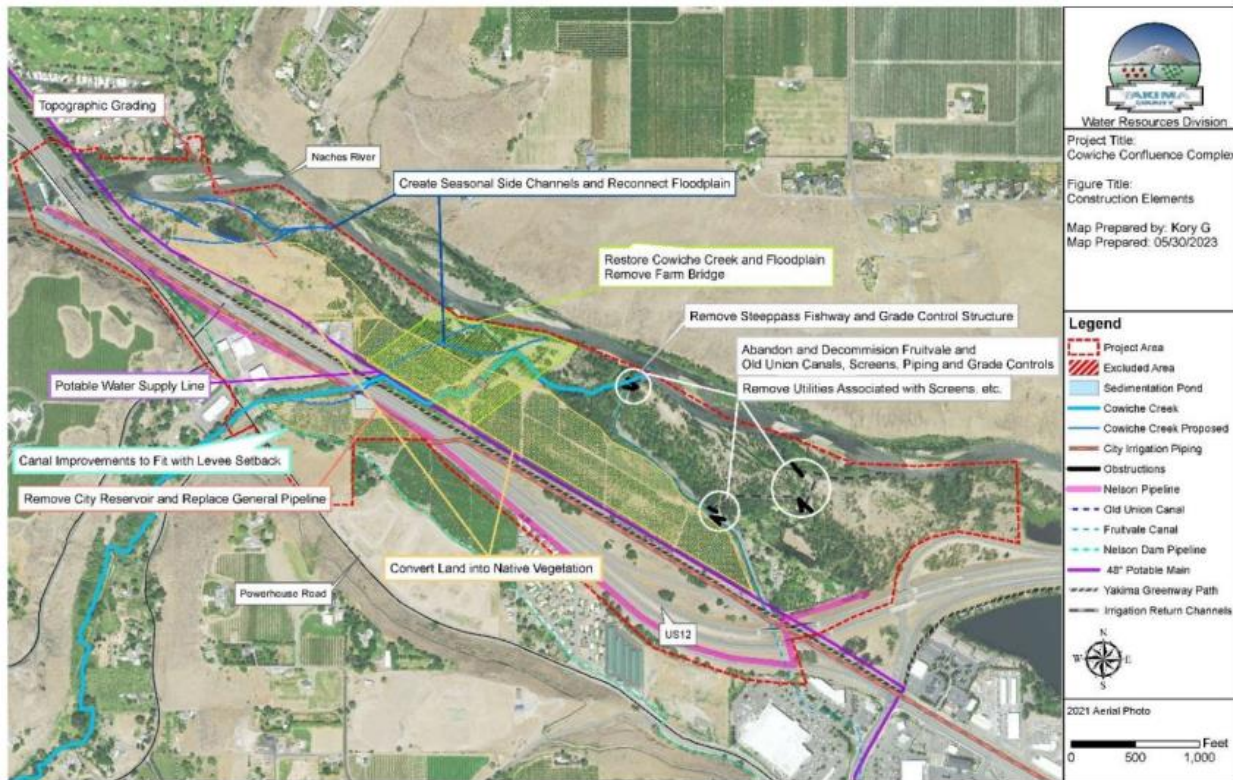 Topographic Grading
Naches River
Create Seasonal Side Channels and Reconnect Floodplain
Restore Cowiche Creek and Floodplain
Remove Farm Bridge
Remove Steeppass Fishway and Grade Control Structure
Abandon and Decommision Fruitvale and
Old Union Canals, Screens, Piping and Grade Controls
Remove Utilities Associated with Screens. etc.
Potable Water Supply Line
Canal Improvements to Fit with Levee Setback
Remove City Reservoir and Replace General Pipeline
Convert Land into Native Vegetation
Powerhouse Road
US12
YAKIMA
COUNTY
Water Resources Division
Project Title:
Cowiche Confluence Complex
Figure Title:
Construction Elements
Map Prepared by: Kory G
Map Prepared: 05/30/2023
Legend
Project Area
Excluded Area
Sedimentation Pond
Cowiche Creek
Cowiche Creek Proposed
City Irrigation Piping
Obstructions
Nelson Pipeline
Old Union Canal
Fruitvale Canal
Nelson Dam Pipeline
48" Potable Main
Yakima Greenway Path
Irrigation Return Channels
N
W E
S
2021 Aerial Photo
Feet
0 500 1,000